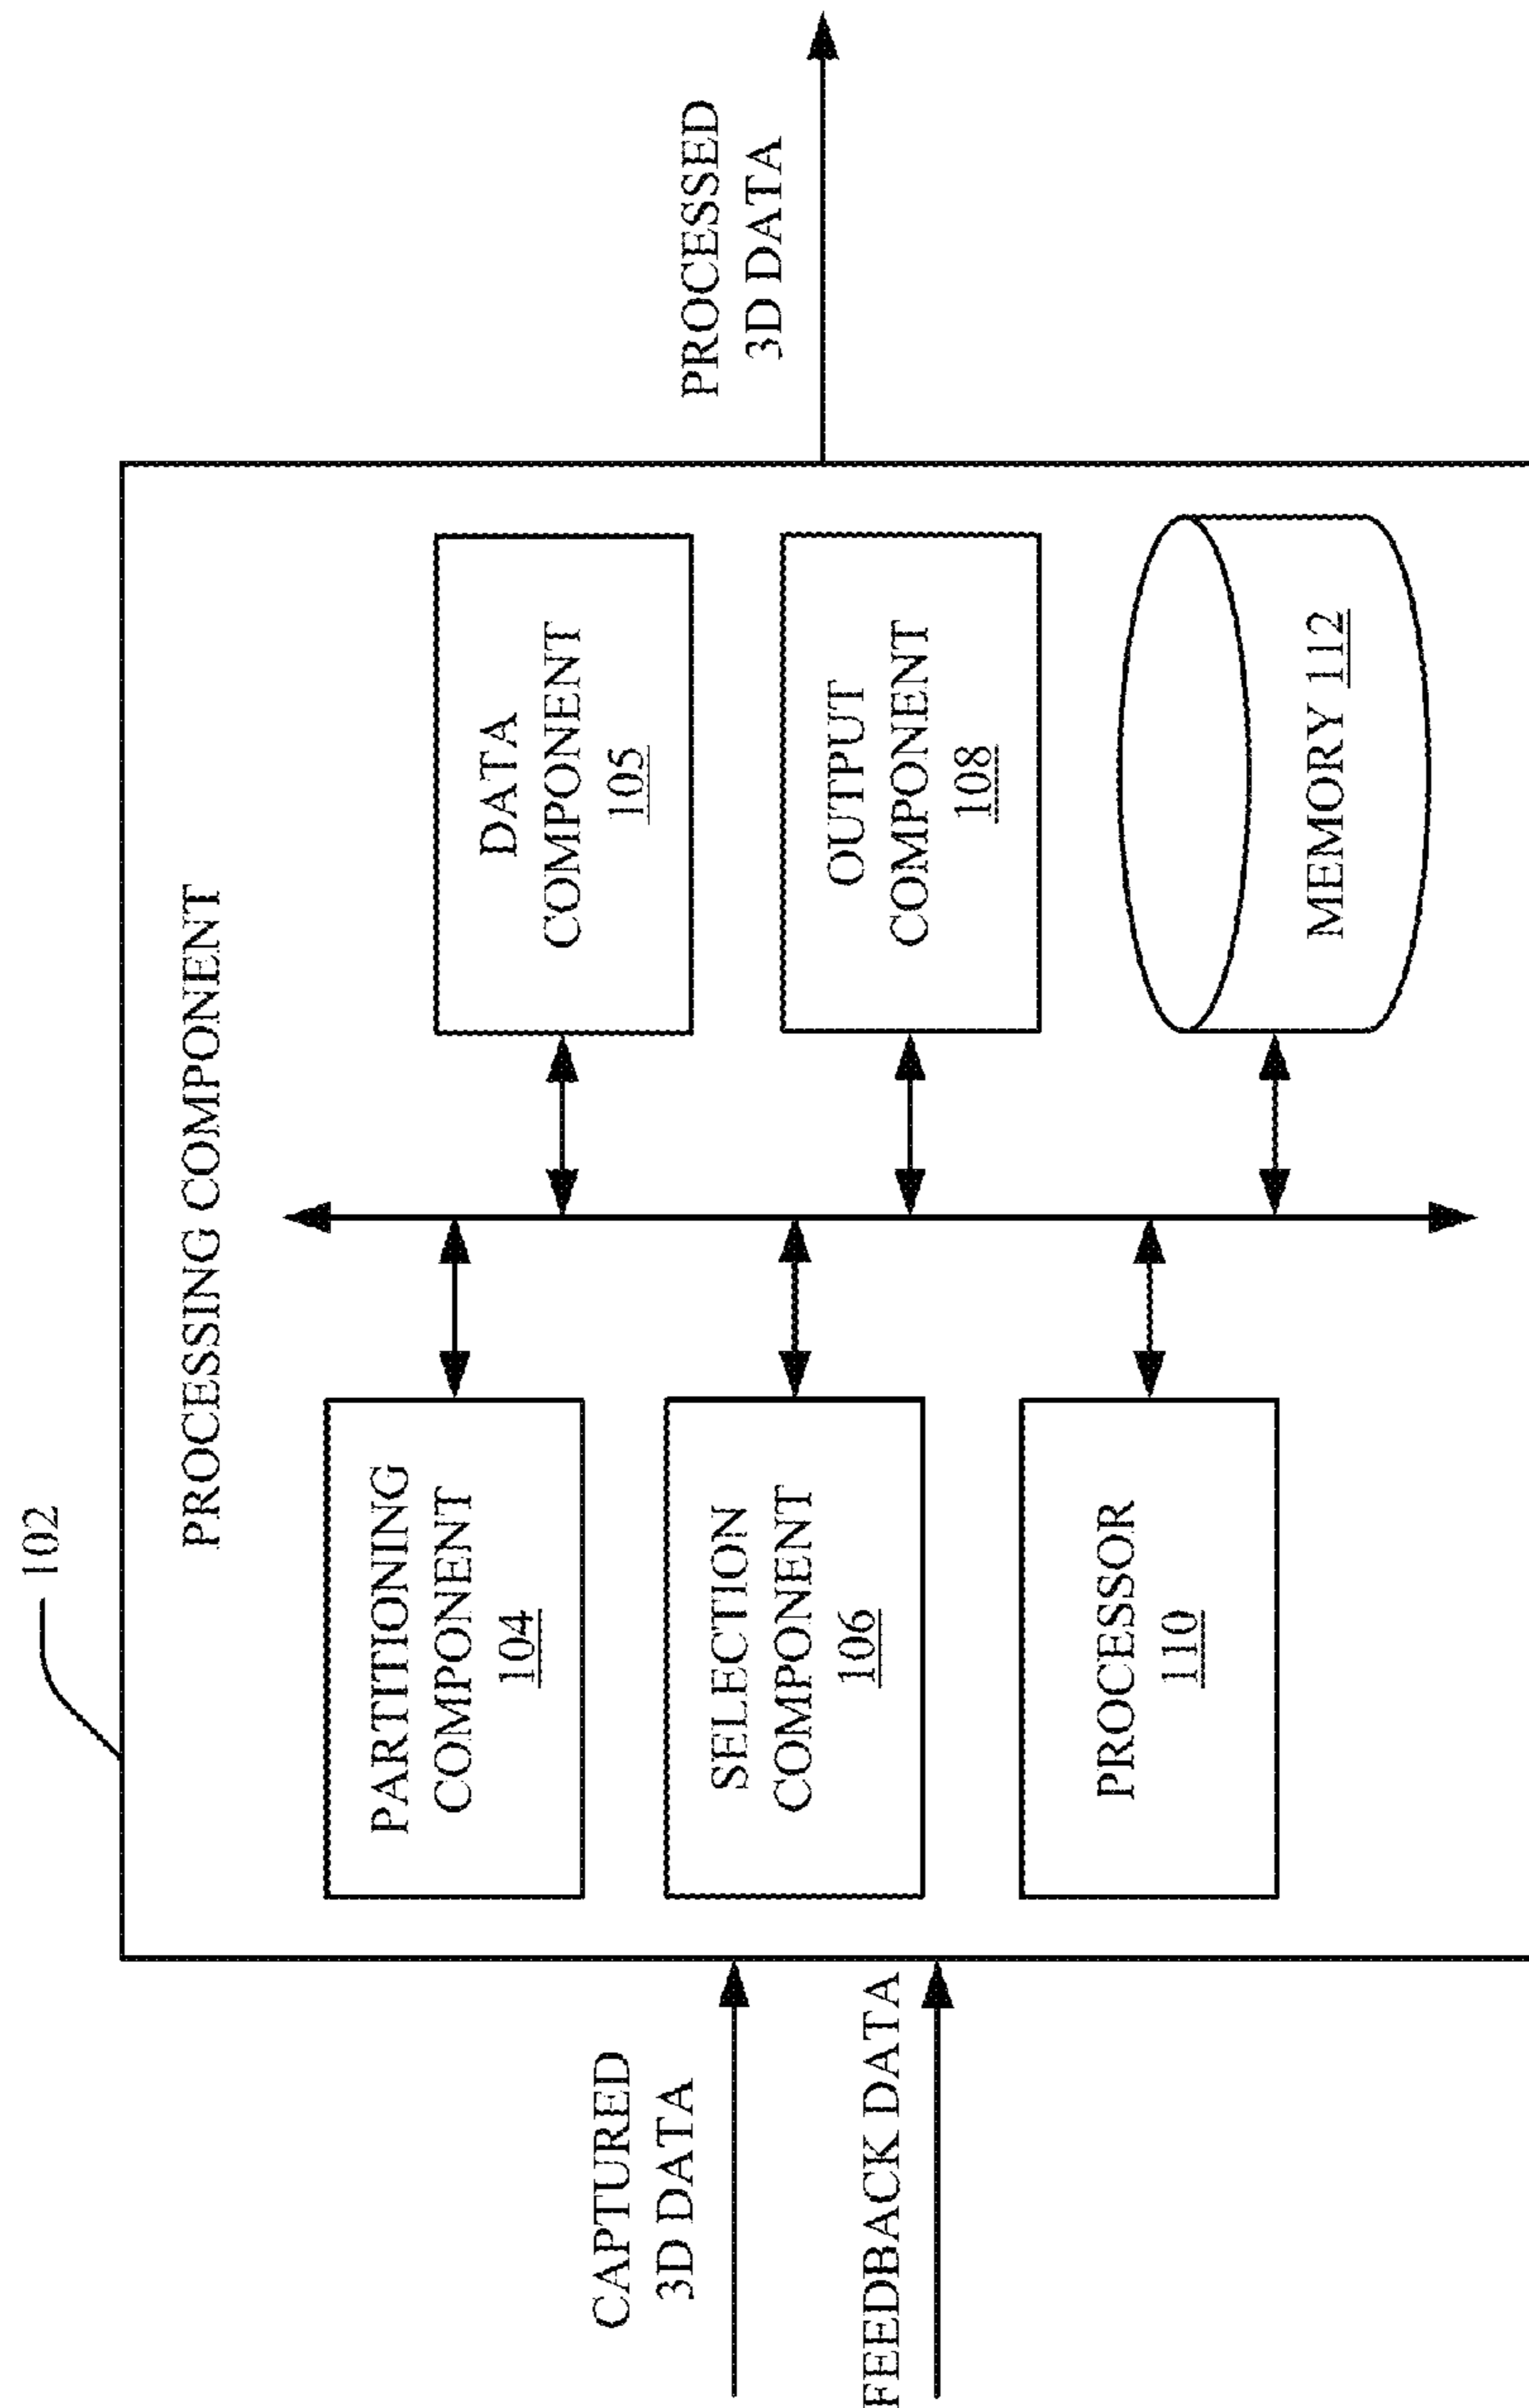 102
PROCESSING COMPONENT
CAPTURED
3D DATA
FEEDBACK DATA
PARTITIONING
COMPONENT
104
SELECTION
COMPONENT
106
PROCESSOR
110
DATA
COMPONENT
105
OUTPUT
COMPONENT
108
MEMORY 112
PROCESSED
3D DATA